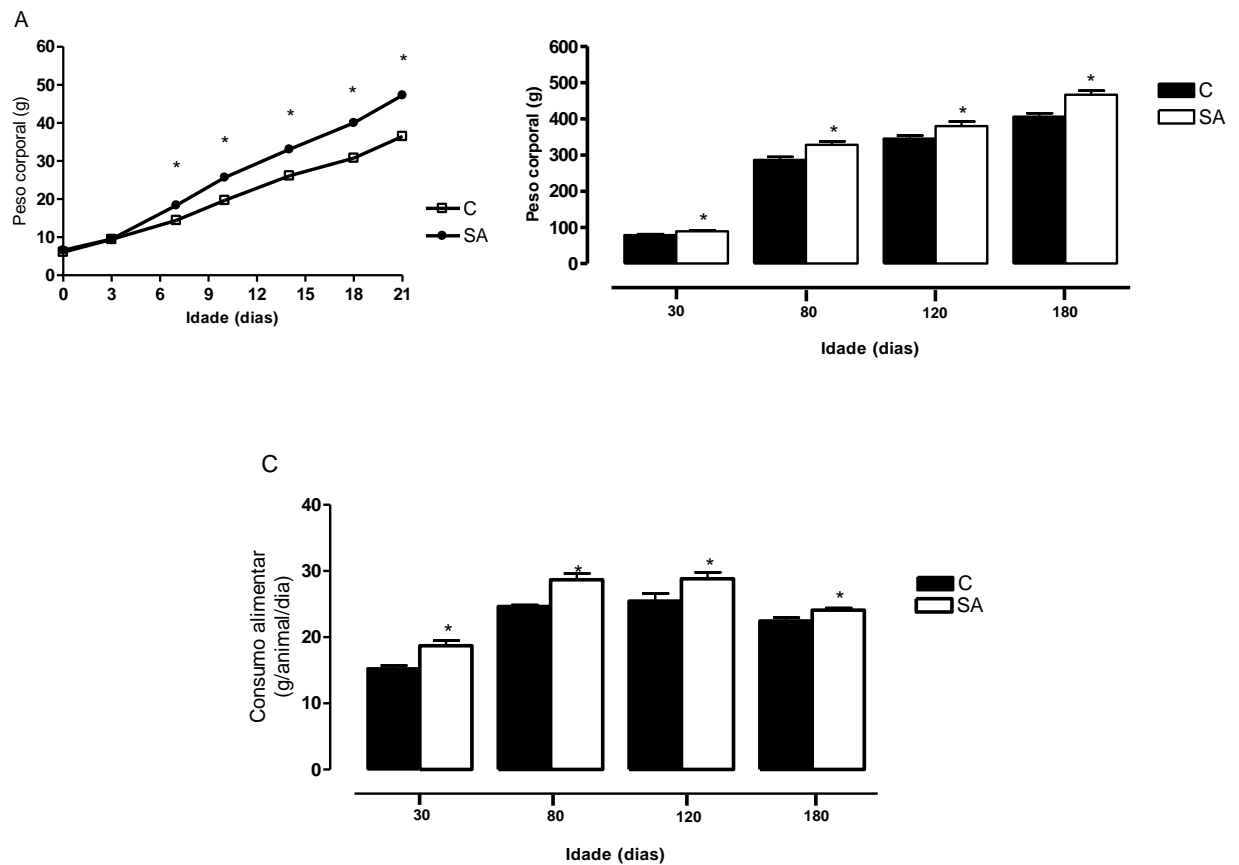 A
60
50
40
30
20
10
0
Peso corporal (g)
* * * * * *
0 3 6 9 12 15 18 21
Idade (dias)
C
SA
600
500
400
300
200
100
0
Peso corporal (g)
* * * *
30 80 120 180
Idade (dias)
C
SA
C
40
30
20
10
0
Consumo alimentar
(g/animal/dia)
* * * *
30 80 120 180
Idade (dias)
C
SA